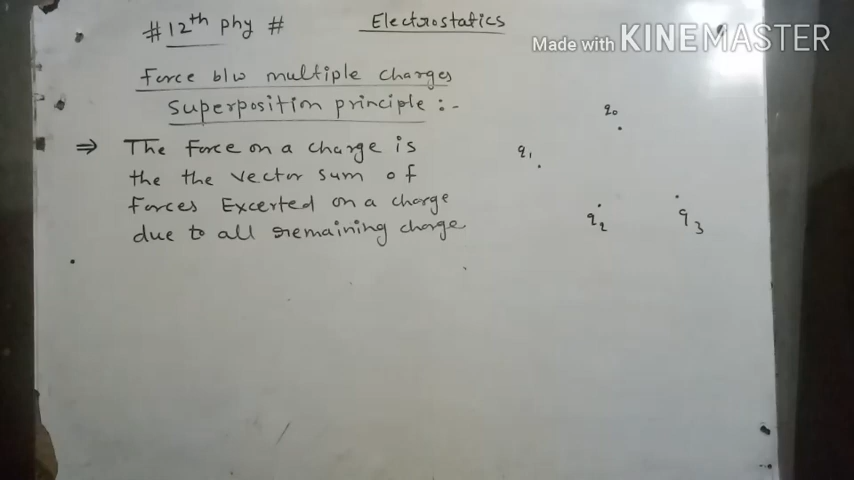 #12th phy #
Electrostatics
Made with KINEMASTER
Force b/w multiple charges
superposition principle :-
⇒ The Force on a charge is
the the vector sum of
forces Excerted on a charge
due to all remaining charge
q0
q1
q2
q3